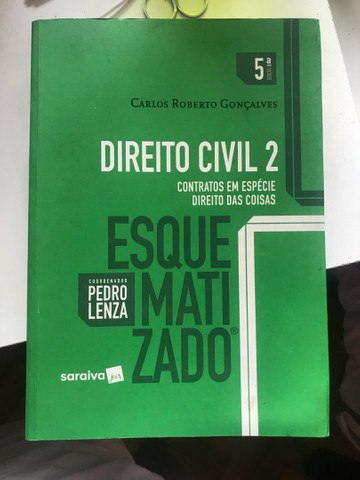 5ª
EDIÇÃO
CARLOS ROBERTO GONÇALVES
DIREITO CIVIL 2
CONTRATOS EM ESPÉCIE
DIREITO DAS COISAS
ESQUE
MATI
ZADO®
COORDENADOR
PEDRO
LENZA
saraiva